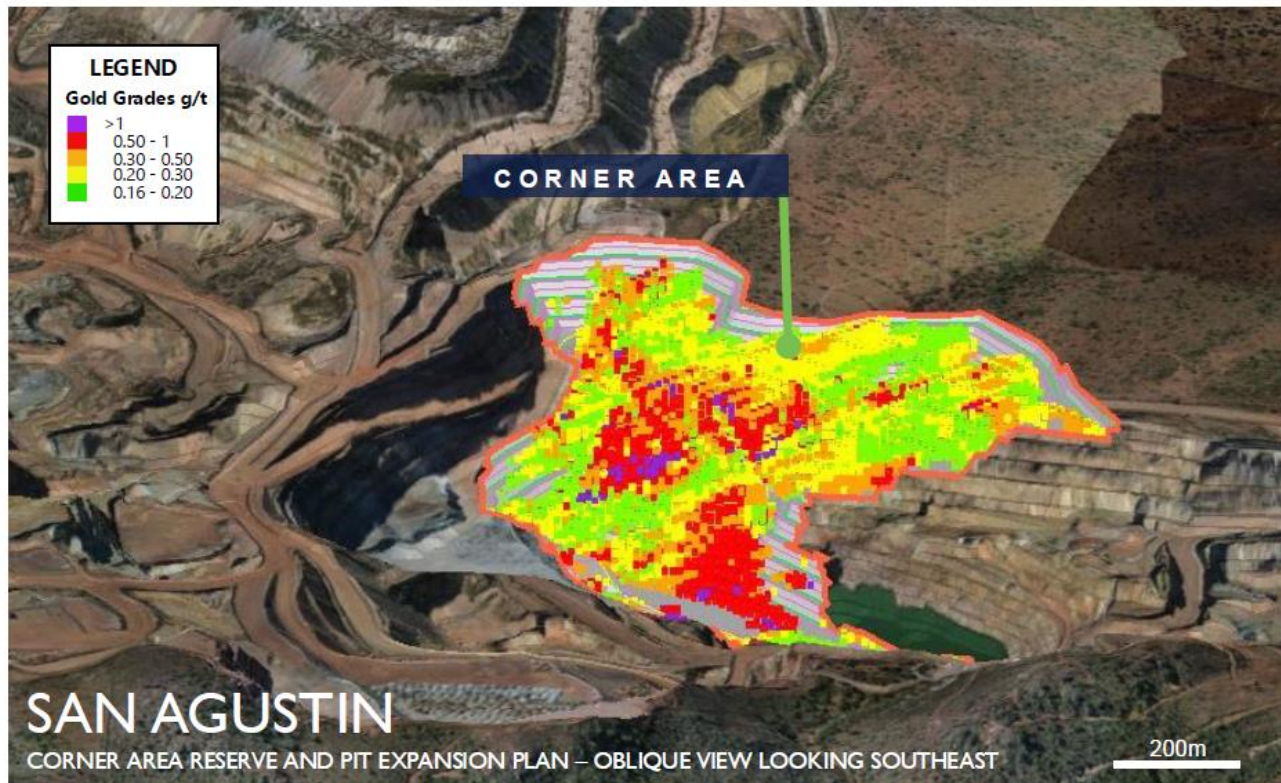 LEGEND
Gold Grades g/t
>1
0.50 - 1
0.30 - 0.50
0.20 - 0.30
0.16 - 0.20
CORNER AREA
SAN AGUSTIN
CORNER AREA RESERVE AND PIT EXPANSION PLAN – OBLIQUE VIEW LOOKING SOUTHEAST
200m